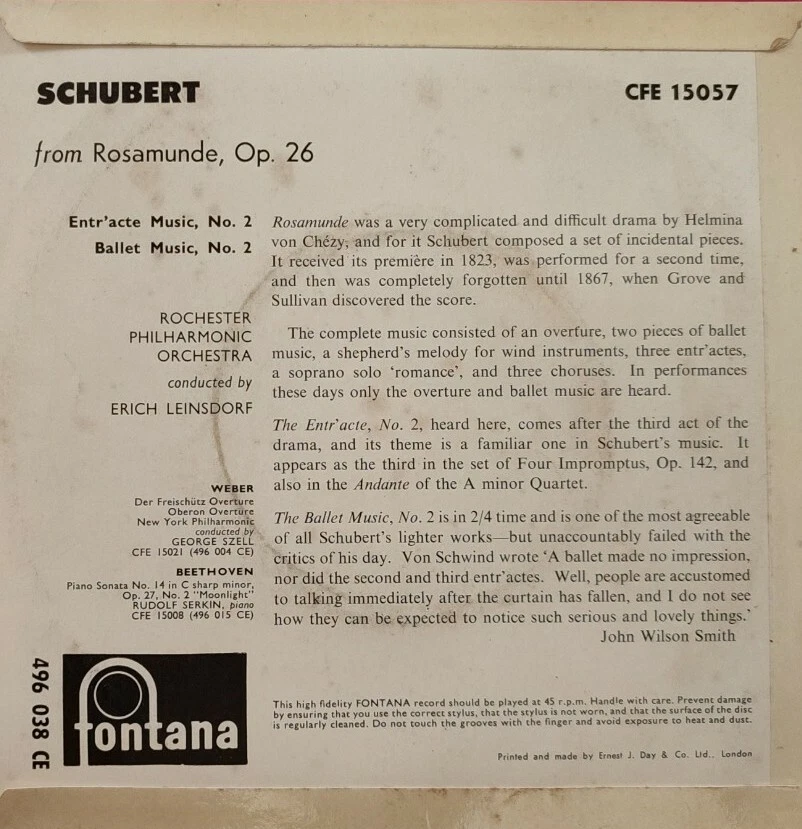 SCHUBERT
CFE 15057
from Rosamunde, Op. 26
Entr'acte Music, No. 2
Ballet Music, No. 2
ROCHESTER
PHILHARMONIC
ORCHESTRA
conducted by
ERICH LEINSDORF
WEBER
Der Freischütz Overture
Oberon Overture
New York Philharmonic
conducted by
GEORGE SZELL
CFE 15021 (496 004 CE)
BEETHOVEN
Piano Sonata No. 14 in C sharp minor,
Op. 27, No. 2 "Moonlight"
RUDOLF SERKIN, piano
CFE 15008 (496 015 CE)
Rosamunde was a very complicated and difficult drama by Helmina
von Chézy, and for it Schubert composed a set of incidental pieces.
It received its première in 1823, was performed for a second time,
and then was completely forgotten until 1867, when Grove and
Sullivan discovered the score.
The complete music consisted of an overture, two pieces of ballet
music, a shepherd's melody for wind instruments, three entr'actes,
a soprano solo 'romance', and three choruses. In performances
these days only the overture and ballet music are heard.
The Entr'acte, No. 2, heard here, comes after the third act of the
drama, and its theme is a familiar one in Schubert's music. It
appears as the third in the set of Four Impromptus, Op. 142, and
also in the Andante of the A minor Quartet.
The Ballet Music, No. 2 is in 2/4 time and is one of the most agreeable
of all Schubert's lighter works—but unaccountably failed with the
critics of his day. Von Schwind wrote 'A ballet made no impression,
nor did the second and third entr'actes. Well, people are accustomed
to talking immediately after the curtain has fallen, and I do not see
how they can be expected to notice such serious and lovely things.'
John Wilson Smith
496 038 CE
fontana
This high fidelity FONTANA record should be played at 45 r.p.m. Handle with care. Prevent damage
by ensuring that you use the correct stylus, that the stylus is not worn, and that the surface of the disc
is regularly cleaned. Do not touch the grooves with the finger and avoid exposure to heat and dust.
Printed and made by Ernest J. Day & Co. Ltd., London